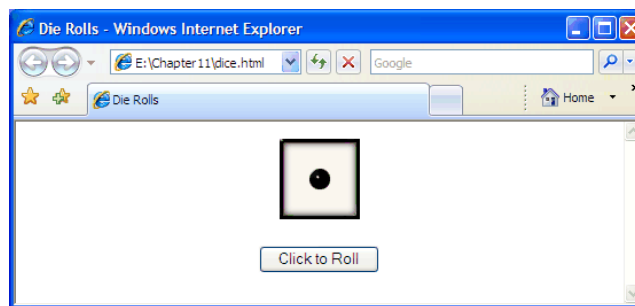 Die Rolls - Windows Internet Explorer
E:\Chapter11\dice.html
Google
Die Rolls
Home
Click to Roll